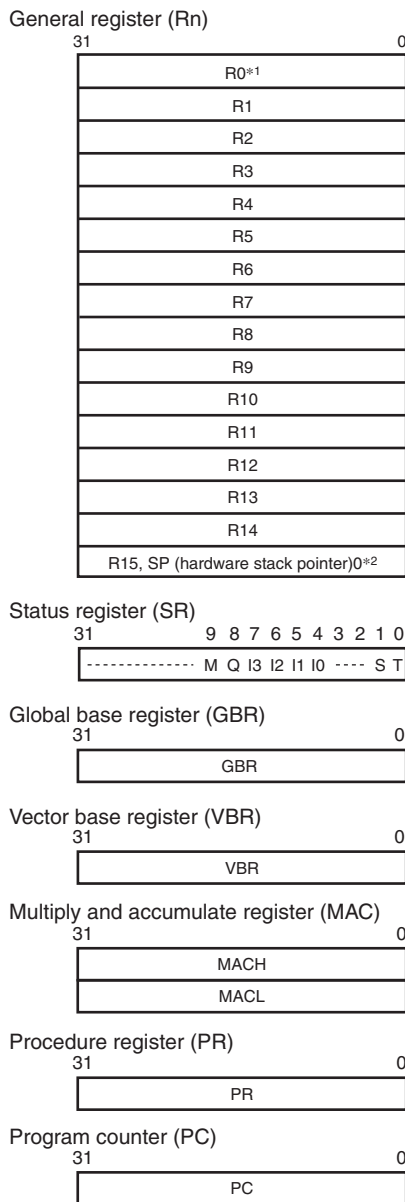 General register (Rn)
31 0
R0*1
R1
R2
R3
R4
R5
R6
R7
R8
R9
R10
R11
R12
R13
R14
R15, SP (hardware stack pointer)0*2
Status register (SR)
31 9 8 7 6 5 4 3 2 1 0
-------------- M Q I3 I2 I1 I0 ---- S T
Global base register (GBR)
31 0
GBR
Vector base register (VBR)
31 0
VBR
Multiply and accumulate register (MAC)
31 0
MACH
MACL
Procedure register (PR)
31 0
PR
Program counter (PC)
31 0
PC